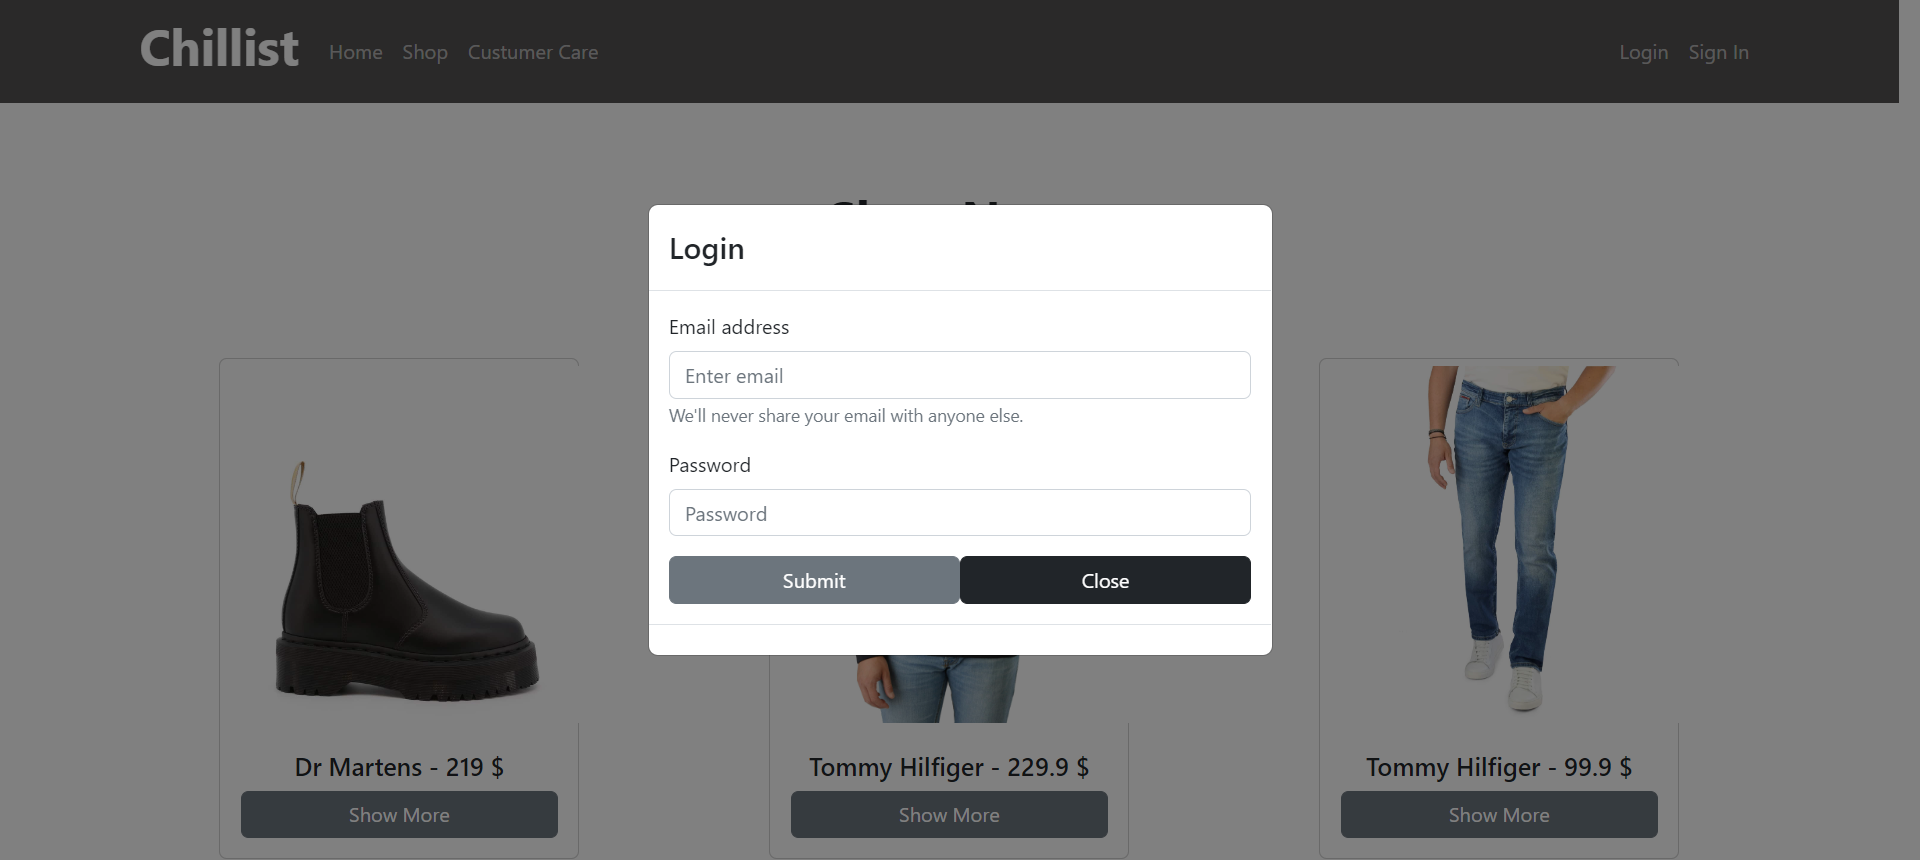 Chillist Home Shop Custumer Care Login Sign In
Login
Email address
Enter email
We'll never share your email with anyone else.
Password
Password
Submit Close
Dr Martens - 219 $ Tommy Hilfiger - 229.9 $ Tommy Hilfiger - 99.9 $
Show More Show More Show More